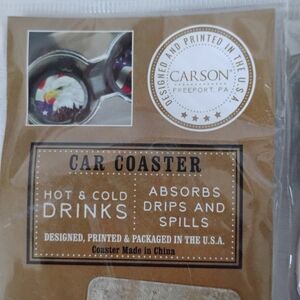 DESIGNED AND PRINTED IN THE U.S.A.
CARSON
FREEPORT, PA
CAR COASTER
HOT & COLD
DRINKS
ABSORBS
DRIPS AND
SPILLS
DESIGNED, PRINTED & PACKAGED IN THE U.S.A.
Coaster Made in China